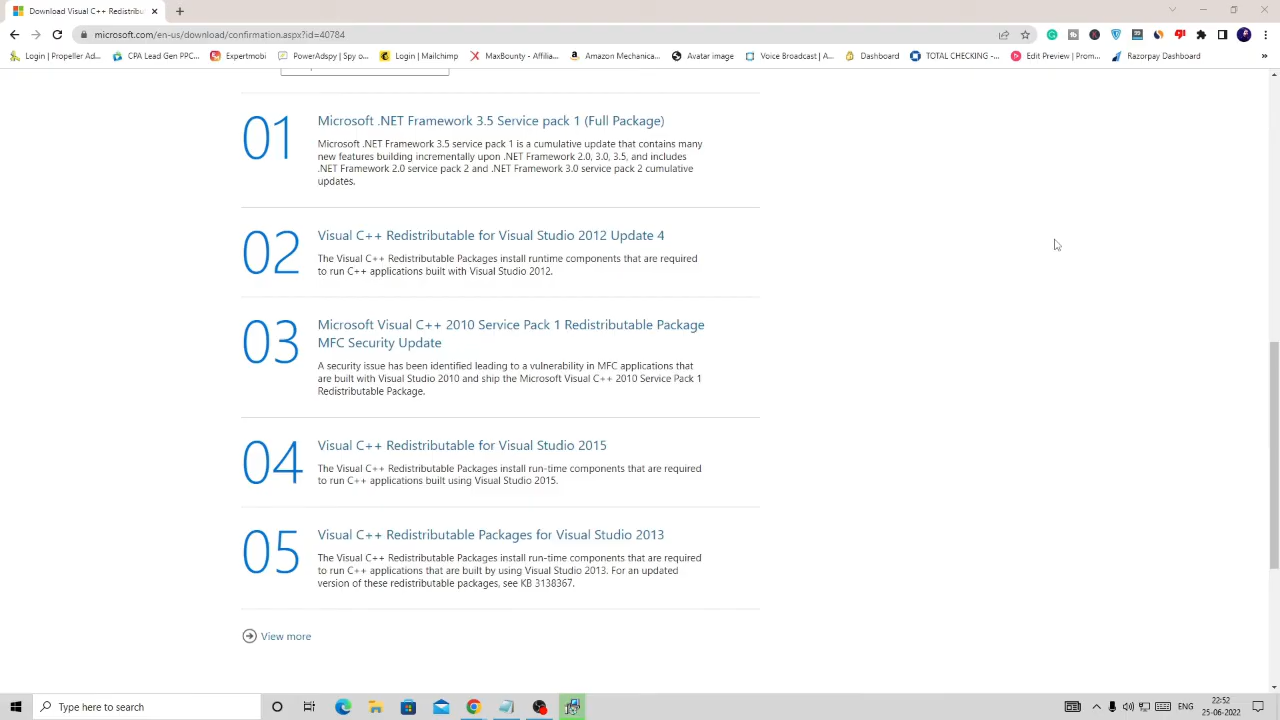 Download Visual C++ Redistribu
microsoft.com/en-us/download/confirmation.aspx?id=40784
Login | Propeller Ad...
CPA Lead Gen PPC...
Expertmobi
PowerAdspy | Spy o...
Login | Mailchimp
MaxBounty - Affilia...
Amazon Mechanica...
Avatar image
Voice Broadcast | A...
Dashboard
TOTAL CHECKING -...
Edit Preview | Prom...
Razorpay Dashboard
»
01
Microsoft .NET Framework 3.5 Service pack 1 (Full Package)
Microsoft .NET Framework 3.5 service pack 1 is a cumulative update that contains many
new features building incrementally upon .NET Framework 2.0, 3.0, 3.5, and includes
.NET Framework 2.0 service pack 2 and .NET Framework 3.0 service pack 2 cumulative
updates.
02
Visual C++ Redistributable for Visual Studio 2012 Update 4
The Visual C++ Redistributable Packages install runtime components that are required
to run C++ applications built with Visual Studio 2012.
03
Microsoft Visual C++ 2010 Service Pack 1 Redistributable Package
MFC Security Update
A security issue has been identified leading to a vulnerability in MFC applications that
are built with Visual Studio 2010 and ship the Microsoft Visual C++ 2010 Service Pack 1
Redistributable Package.
04
Visual C++ Redistributable for Visual Studio 2015
The Visual C++ Redistributable Packages install run-time components that are required
to run C++ applications built using Visual Studio 2015.
05
Visual C++ Redistributable Packages for Visual Studio 2013
The Visual C++ Redistributable Packages install run-time components that are required
to run C++ applications that are built by using Visual Studio 2013. For an updated
version of these redistributable packages, see KB 3138367.
View more
Type here to search
ENG
22:52
25-06-2022